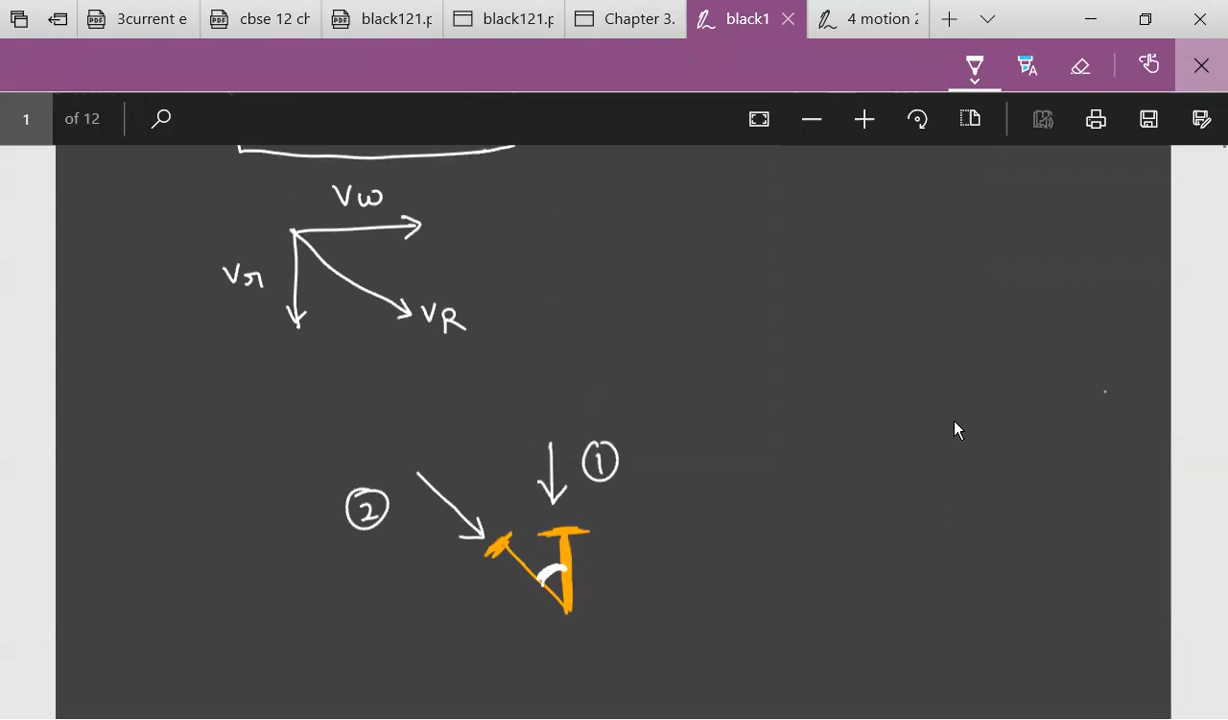 3current e
cbse 12 ch
black121.p
black121.p
Chapter 3.
black1
4 motion 2
1 of 12
Vw
Vr
VR
1
2